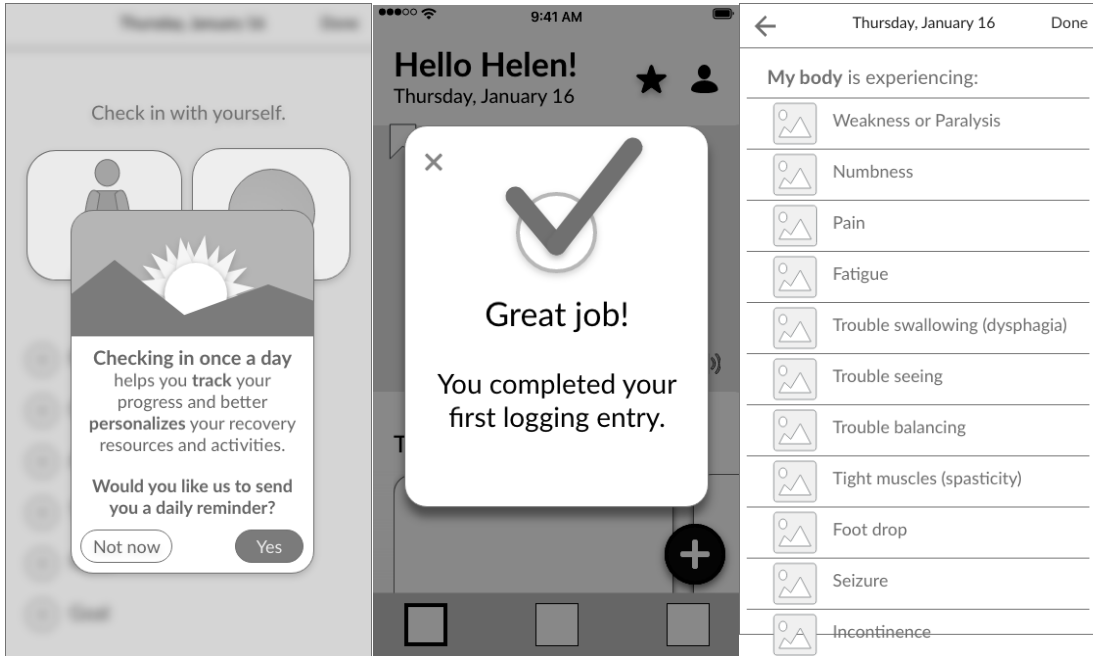 Thursday, January 16
Done
Check in with yourself.
Checking in once a day
helps you track your
progress and better
personalizes your recovery
resources and activities.
Would you like us to send
you a daily reminder?
Not now
Yes
9:41 AM
Hello Helen!
Thursday, January 16
Great job!
You completed your
first logging entry.
T
Thursday, January 16
Done
My body is experiencing:
Weakness or Paralysis
Numbness
Pain
Fatigue
Trouble swallowing (dysphagia)
Trouble seeing
Trouble balancing
Tight muscles (spasticity)
Foot drop
Seizure
Incontinence